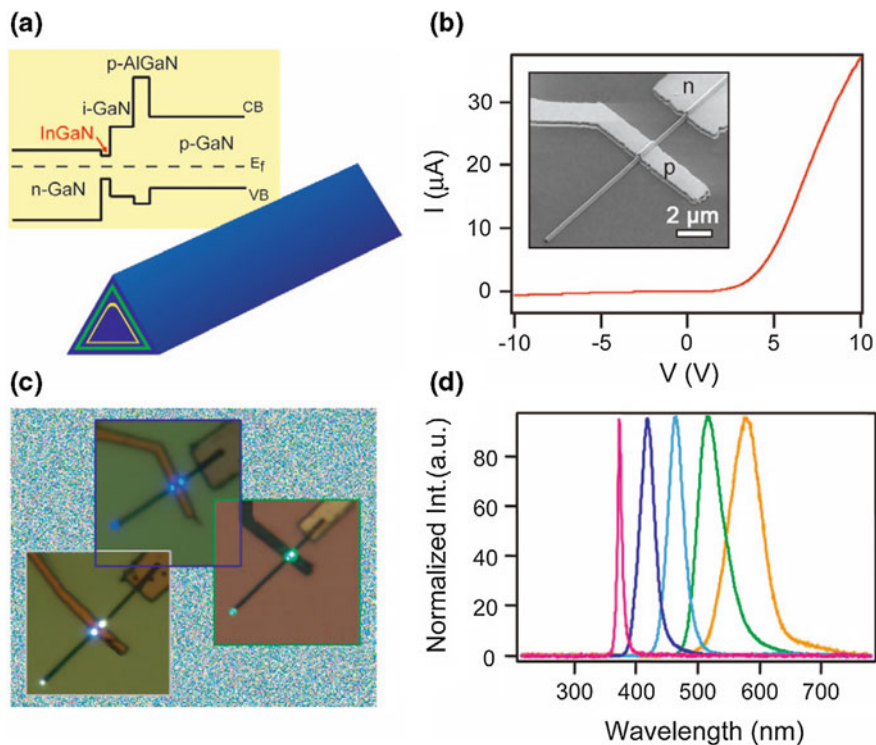 (a)
p-AlGaN
i-GaN
CB
InGaN
p-GaN
Ef
n-GaN
VB
(b)
I (μA)
30
20
10
0
n
p
2 μm
-10
-5
0
5
10
V (V)
(c)
(d)
Normalized Int.(a.u.)
80
60
40
20
0
300
400
500
600
700
Wavelength (nm)